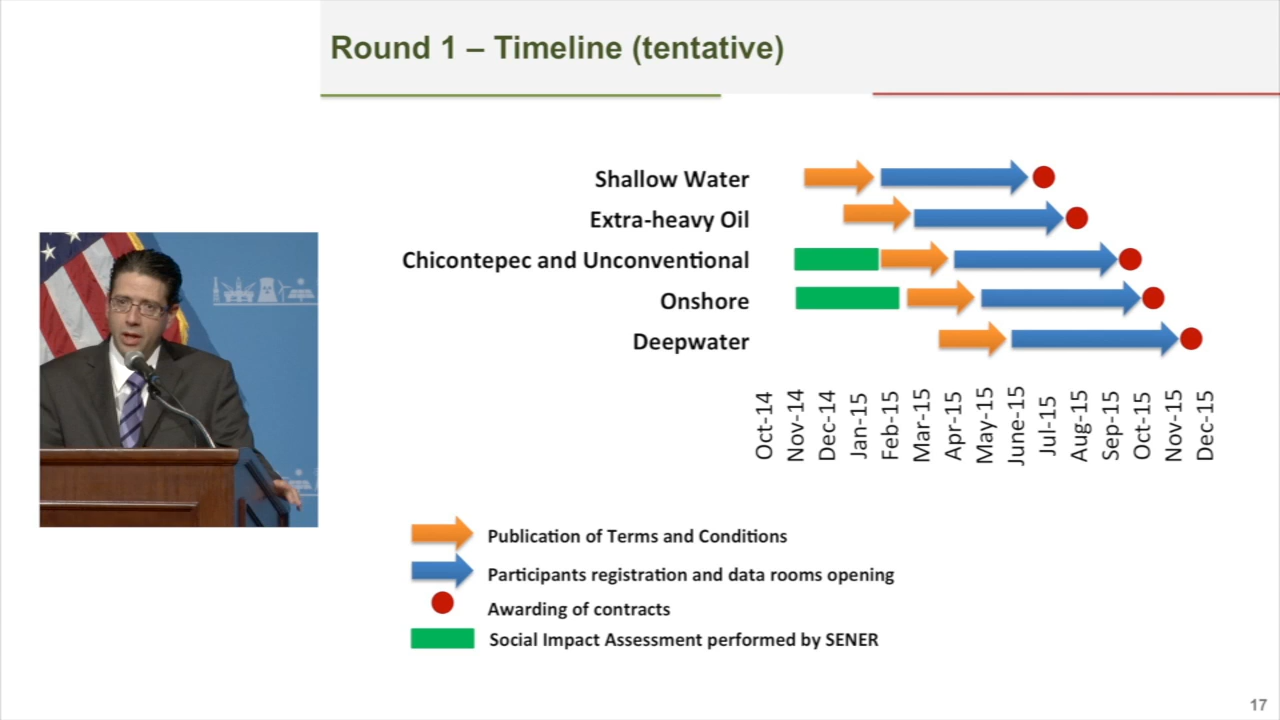 Round 1 – Timeline (tentative)
Shallow Water
Extra-heavy Oil
Chicontepec and Unconventional
Onshore
Deepwater
Oct-14
Nov-14
Dec-14
Jan-15
Feb-15
Mar-15
Apr-15
May-15
June-15
Jul-15
Aug-15
Sep-15
Oct-15
Nov-15
Dec-15
Publication of Terms and Conditions
Participants registration and data rooms opening
Awarding of contracts
Social Impact Assessment performed by SENER
17